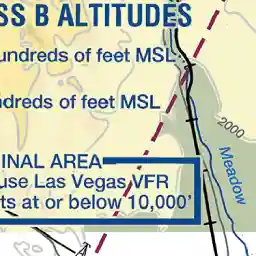 SS B ALTITUDES
undreds of feet MSL
ndreds of feet MSL
INAL AREA
use Las Vegas VFR
ts at or below 10,000'
2000
Meadow